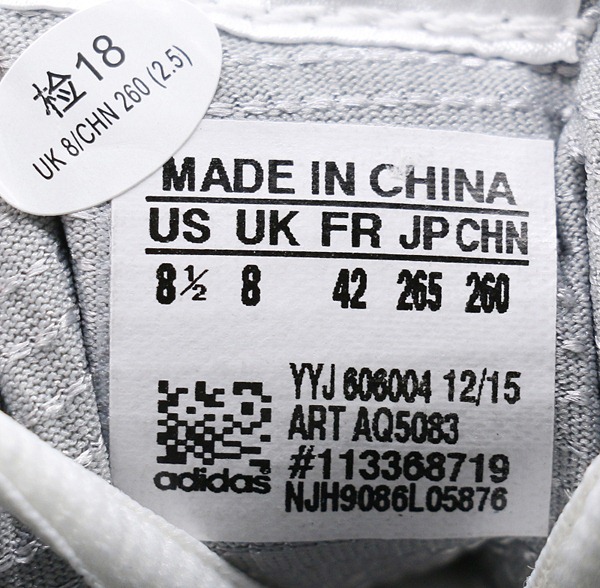 检18
UK 8/CHN 260 (2.5)
MADE IN CHINA
US UK FR JP CHN
8½ 8 42 265 260
YYJ 606004 12/15
ART AQ5083
#113368719
NJH9086L05876
adidas